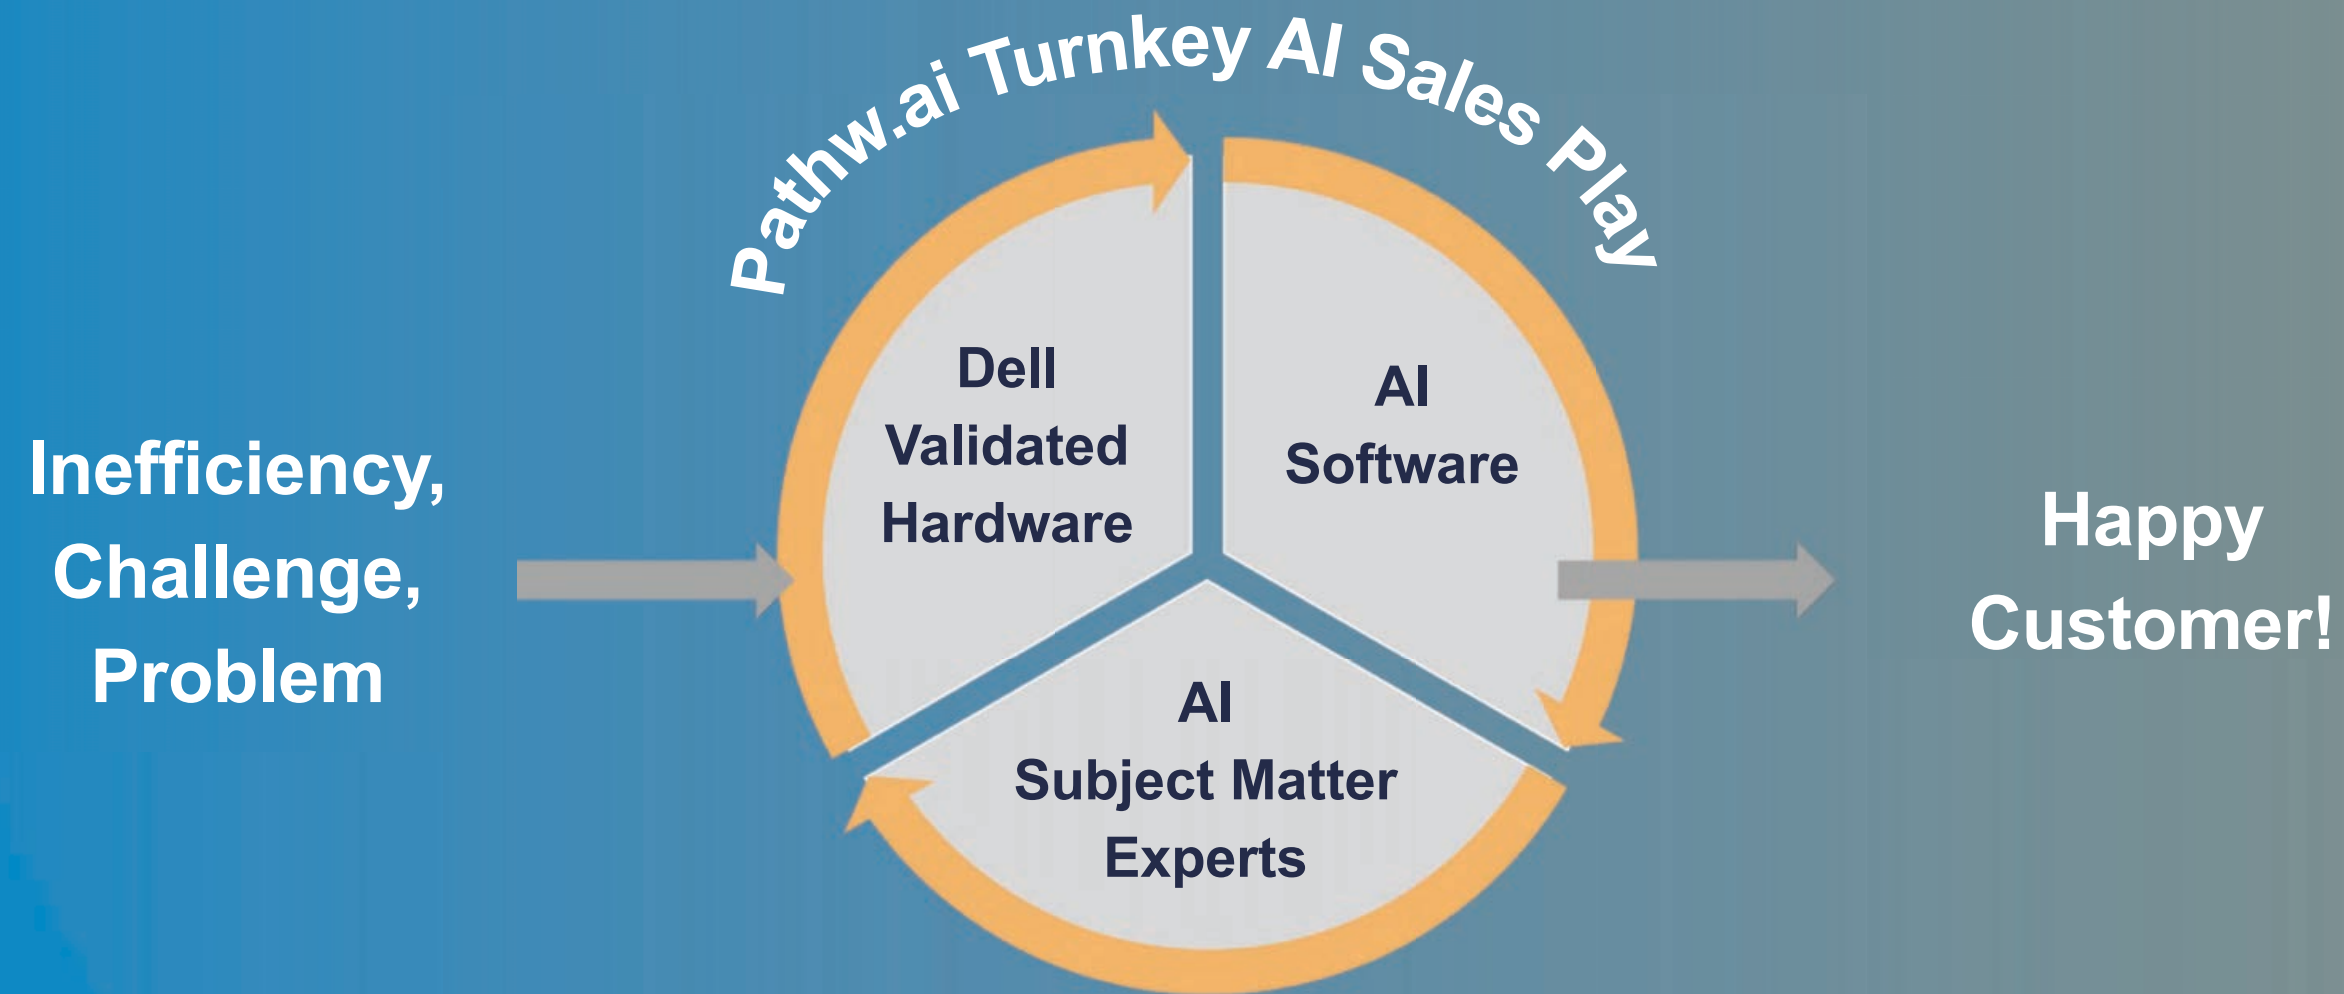 Pathw.ai Turnkey AI Sales Play
Inefficiency,
Challenge,
Problem
Dell
Validated
Hardware
AI
Software
AI
Subject Matter
Experts
Happy
Customer!